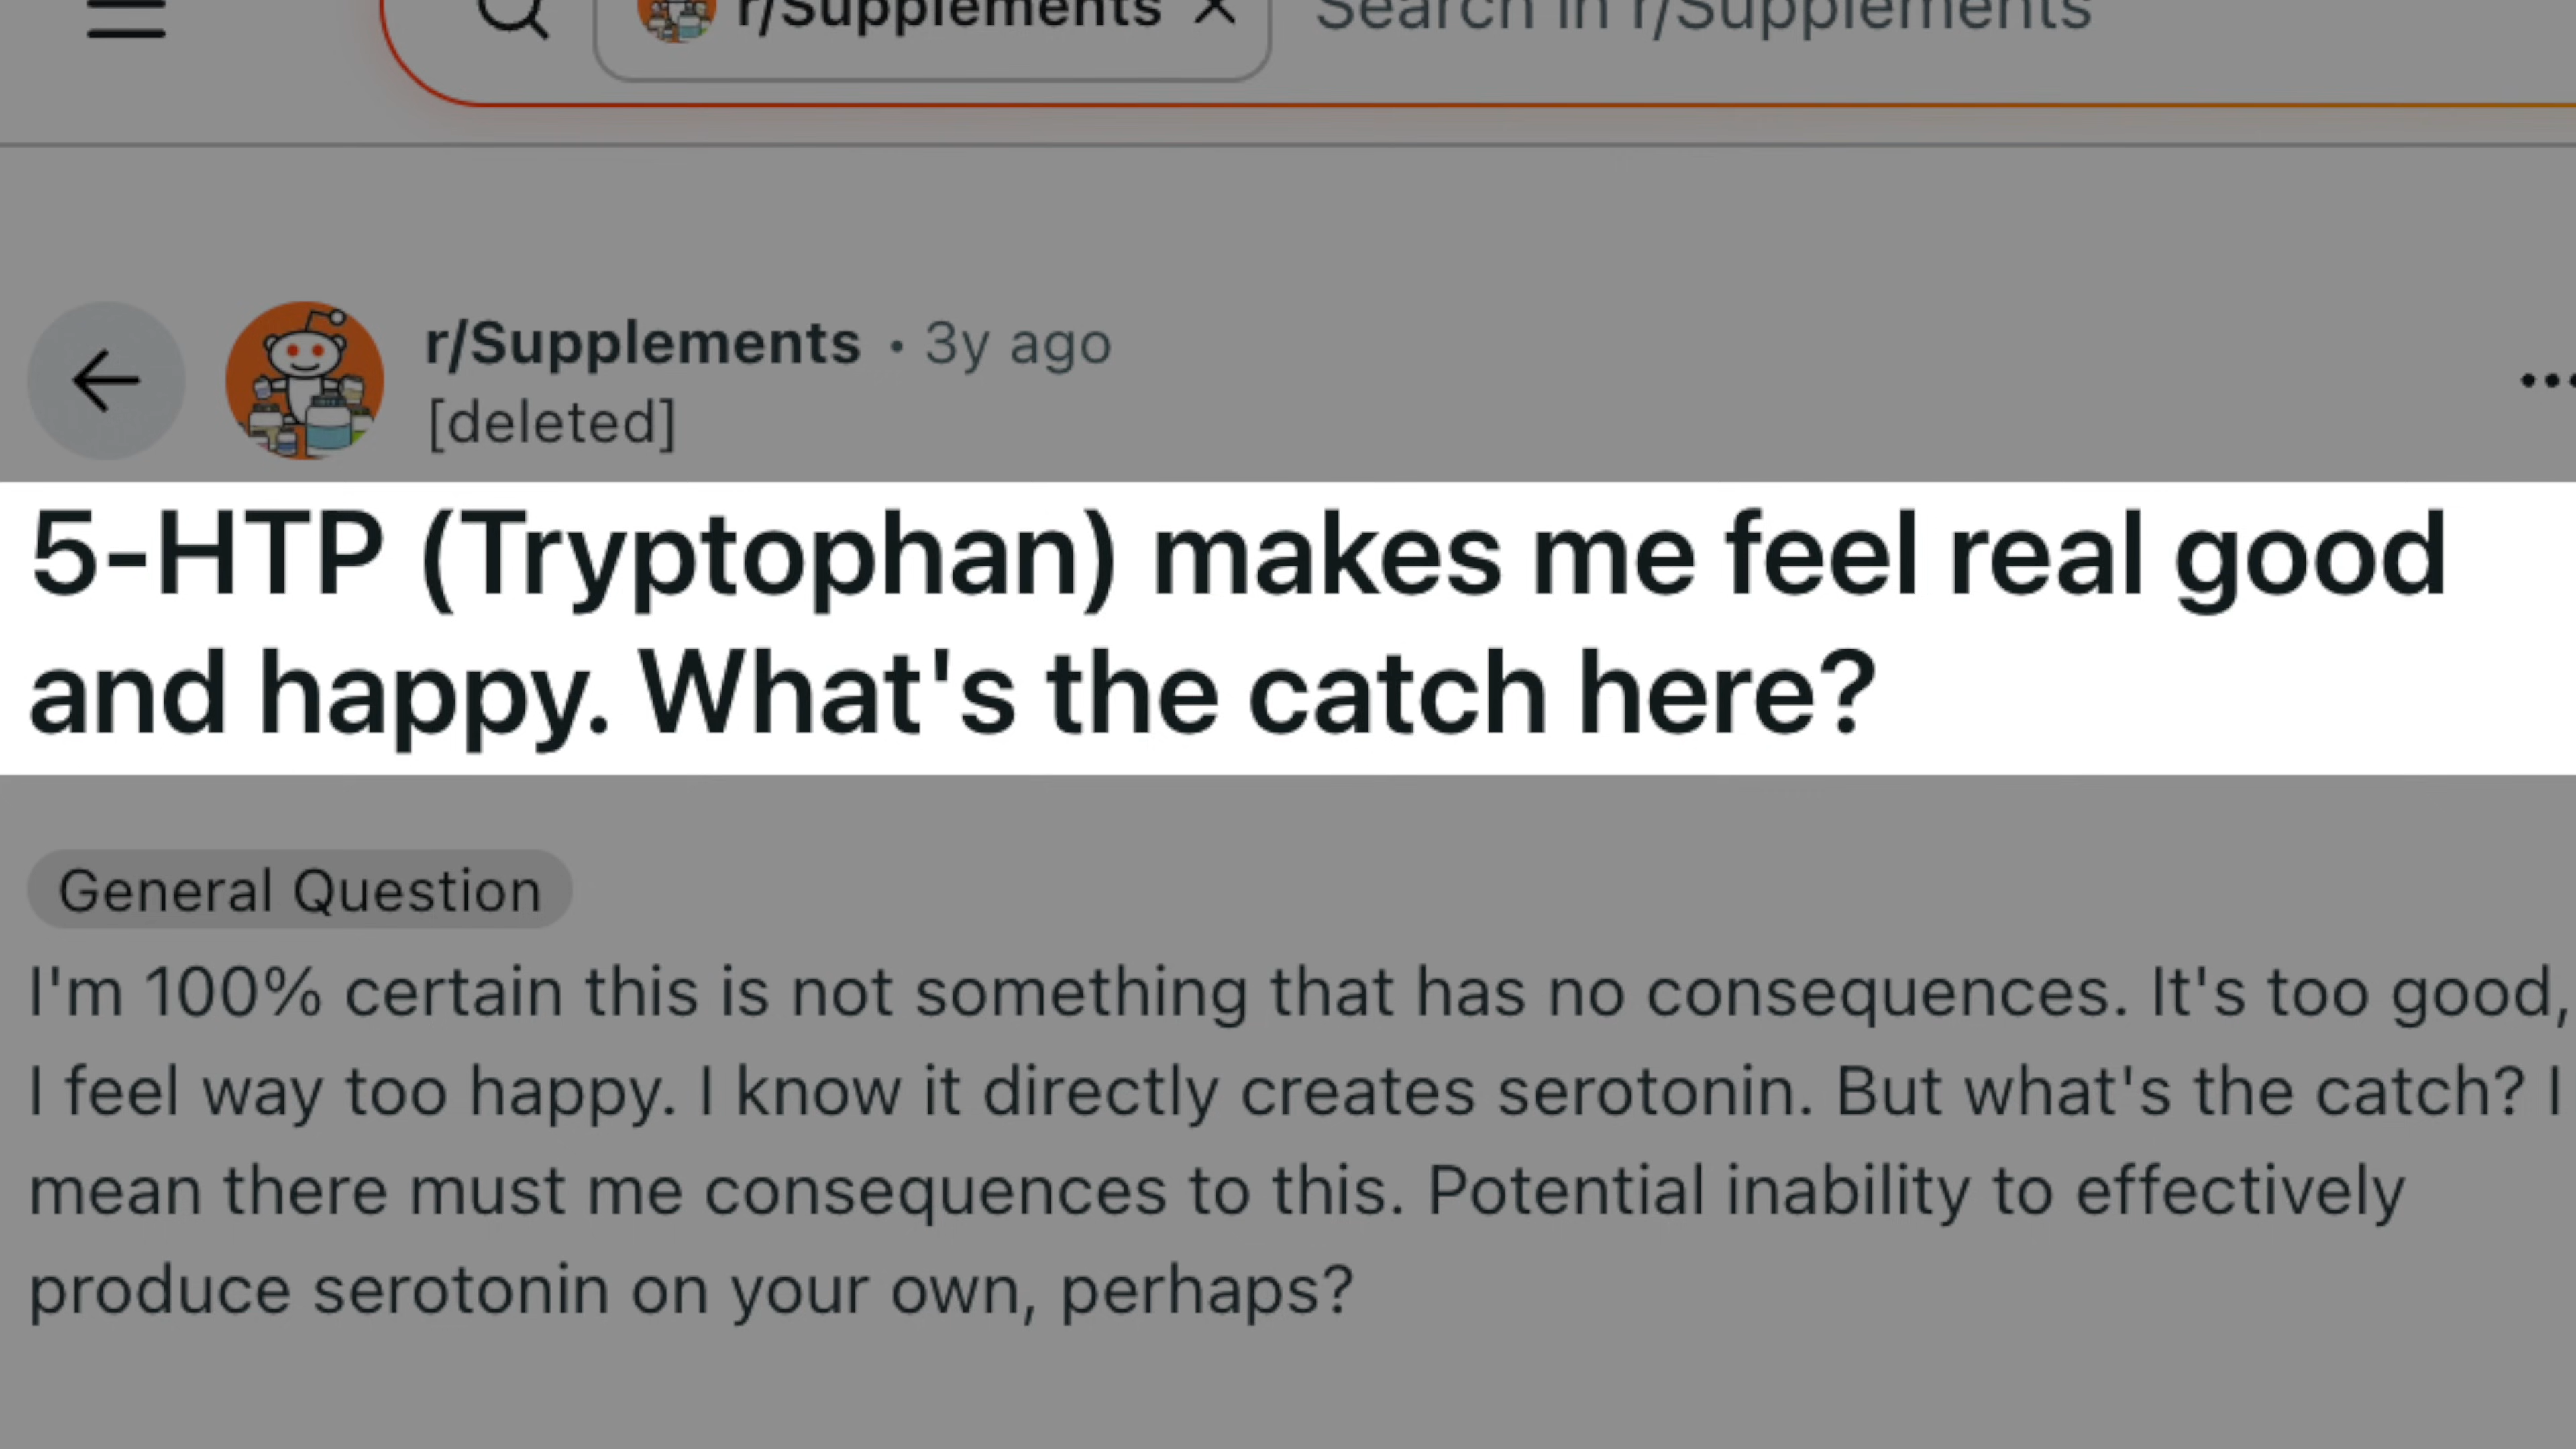 r/Supplements × Search in r/Supplements
r/Supplements • 3y ago
[deleted]
5-HTP (Tryptophan) makes me feel real good
and happy. What's the catch here?
General Question
I'm 100% certain this is not something that has no consequences. It's too good,
I feel way too happy. I know it directly creates serotonin. But what's the catch? I
mean there must me consequences to this. Potential inability to effectively
produce serotonin on your own, perhaps?